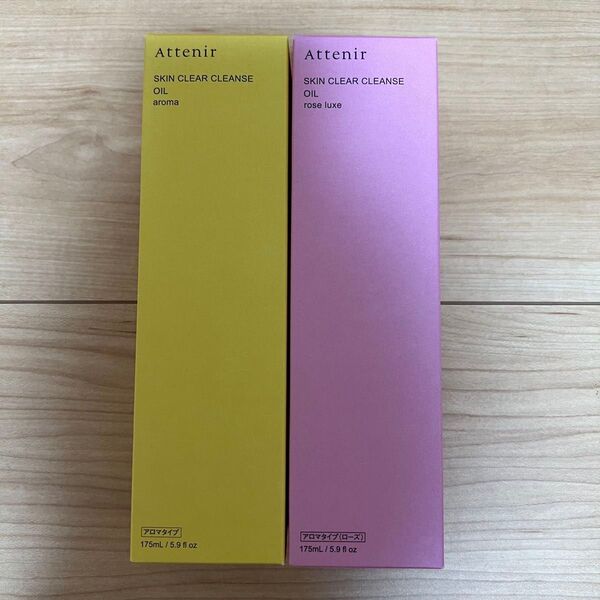 Attenir
SKIN CLEAR CLEANSE
OIL
aroma
アロマタイプ
175mL / 5.9 fl oz
Attenir
SKIN CLEAR CLEANSE
OIL
rose luxe
アロマタイプ(ローズ)
175mL / 5.9 fl oz